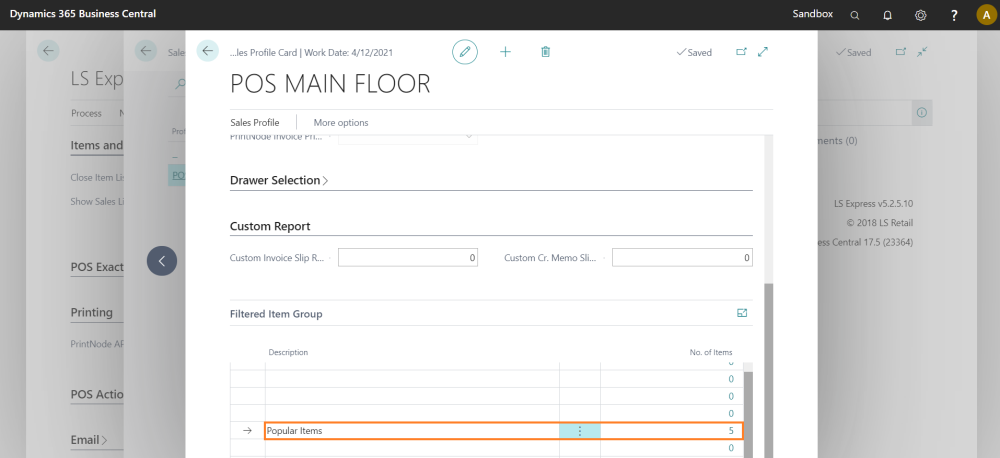 Dynamics 365 Business Central
Sandbox
?
A
...les Profile Card | Work Date: 4/12/2021
Saved
Saved
Sale
LS Exp
POS MAIN FLOOR
Process
N
Sales Profile
More options
PrintNode Invoice Pri...
ments (0)
Items and
Close Item Lis
Show Sales Li
POS
Drawer Selection
LS Express v5.2.5.10
© 2018 LS Retail
ess Central 17.5 (23364)
Custom Report
Custom Invoice Slip R...
0
Custom Cr. Memo Sli...
0
POS Exact
Printing
PrintNode AP
Filtered Item Group
Description
No. of Items
0
0
0
0
Popular Items
5
0
POS Actio
Email